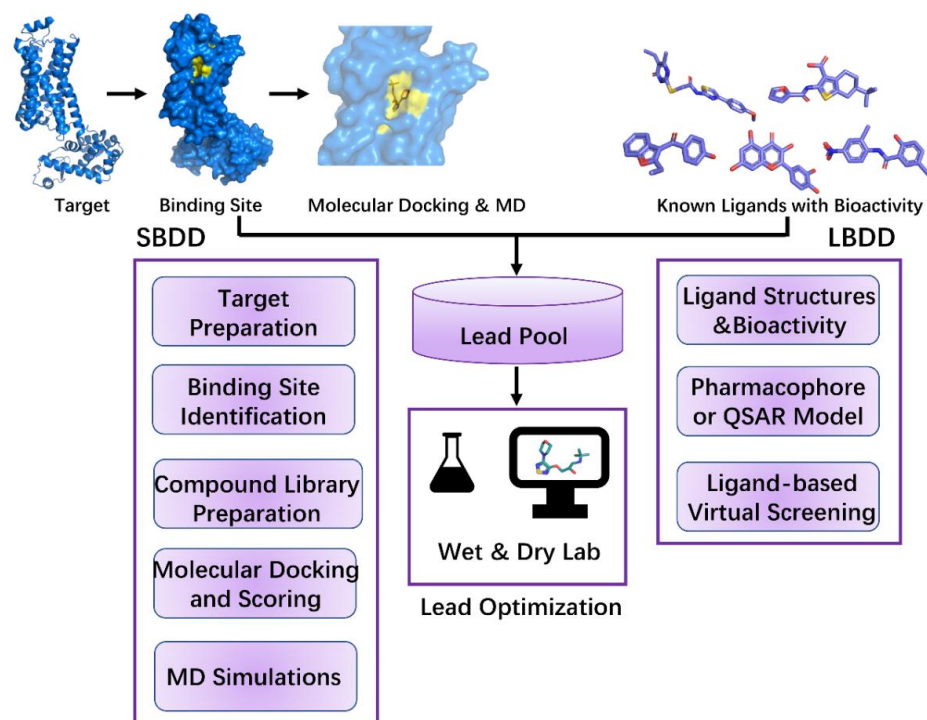 Target
Binding Site
Molecular Docking & MD
Known Ligands with Bioactivity
SBDD
LBDD
Target
Preparation
Binding Site
Identification
Compound Library
Preparation
Molecular Docking
and Scoring
MD Simulations
Lead Pool
Wet & Dry Lab
Lead Optimization
Ligand Structures
&Bioactivity
Pharmacophore
or QSAR Model
Ligand-based
Virtual Screening